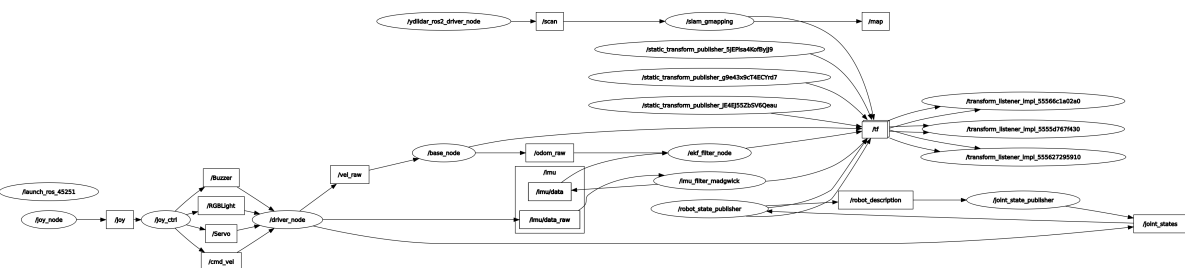 /ydlidar_ros2_driver_node
/scan
/slam_gmapping
/map
/static_transform_publisher_5jEPlsa4KofByjJ9
/static_transform_publisher_g9e43x9cT4ECYrd7
/static_transform_publisher_jE4EJ5SZbSV6Qeau
/tf
/transform_listener_impl_55566c1a02a0
/transform_listener_impl_5555d767f430
/transform_listener_impl_555627295910
/base_node
/odom_raw
/ekf_filter_node
/vel_raw
/imu
/imu/data
/imu_filter_madgwick
/imu/data_raw
/Buzzer
/RGBLight
/Servo
/cmd_vel
/launch_ros_45251
/joy_node
/joy
/joy_ctrl
/driver_node
/robot_state_publisher
/robot_description
/joint_state_publisher
/joint_states